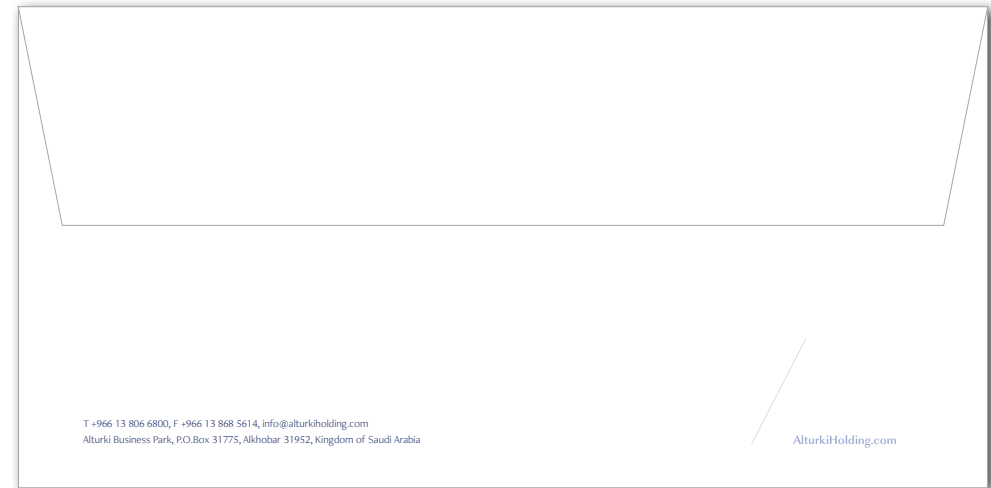 T +966 13 806 6800, F +966 13 868 5614, info@alturkiholding.com
Alturki Business Park, P.O.Box 31775, Alkhobar 31952, Kingdom of Saudi Arabia
AlturkiHolding.com